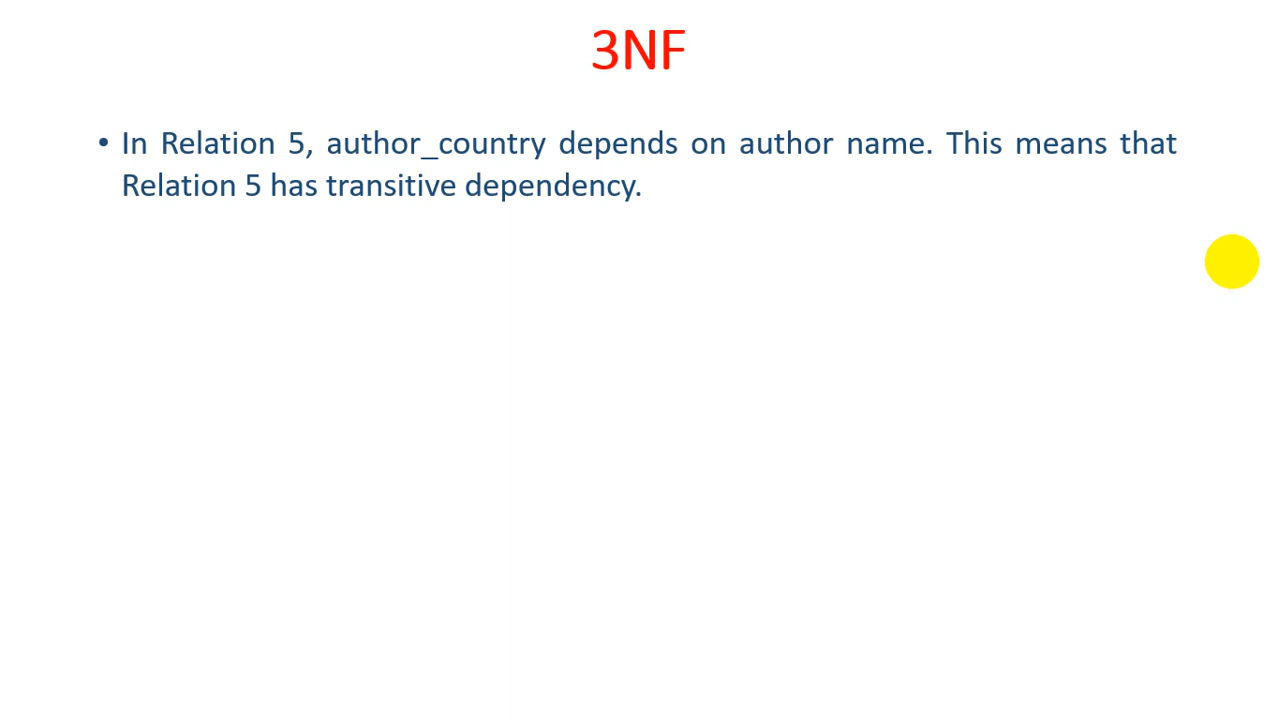 3NF
• In Relation 5, author_country depends on author name. This means that
Relation 5 has transitive dependency.